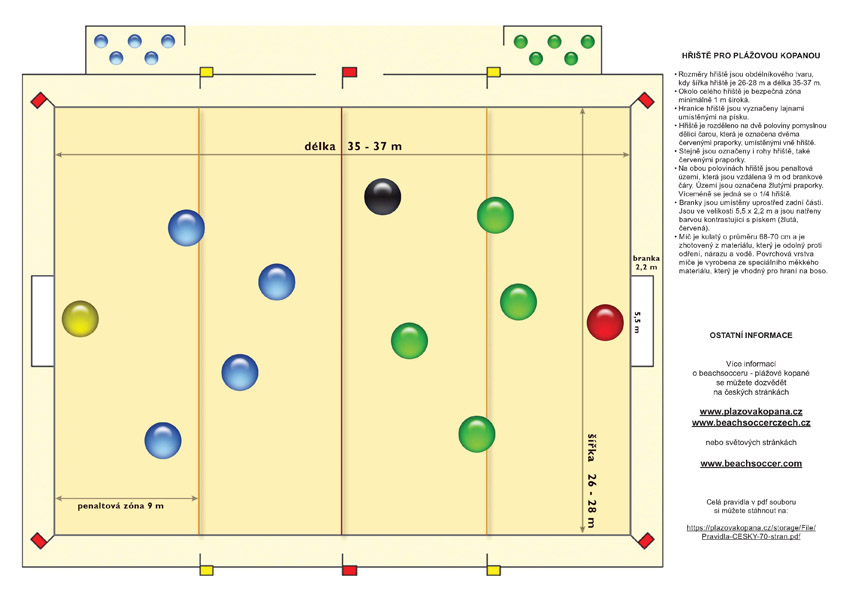 HŘIŠTĚ PRO PLÁŽOVOU KOPANOU
• Rozměry hřiště jsou obdélníkového tvaru,
kdy šířka hřiště je 26-28 m a délka 35-37 m.
• Okolo celého hřiště je bezpečná zóna
minimálně 1 m široká.
• Hranice hřiště jsou vyznačeny lajnami
umístěnými na písku.
• Hřiště je rozděleno na dvě poloviny pomyslnou
dělící čarou, která je označena dvěma
červenými praporky, umístěnými vně hřiště.
• Stejně jsou označeny i rohy hřiště, také
červenými praporky.
• Na obou polovinách hřiště jsou penaltová
území, která jsou vzdálena 9 m od brankové
čáry. Území jsou označena žlutými praporky.
Víceméně se jedná se o 1/4 hřiště.
• Branky jsou umístěny uprostřed zadní části.
Jsou ve velikosti 5,5 x 2,2 m a jsou natřeny
barvou kontrastující s pískem (žlutá,
červená).
• Míč je kulatý o průměru 68-70 cm a je
zhotovený z materiálu, který je odolný proti
odření, nárazu a vodě. Povrchová vrstva
míče je vyrobena ze speciálního měkkého
materiálu, který je vhodný pro hraní na boso.
délka 35 - 37 m
branka
2,2 m
5,5 m
šířka 26 - 28 m
penaltová zóna 9 m
OSTATNÍ INFORMACE
Více informací
o beachsocceru - plážové kopané
se můžete dozvědět
na českých stránkách
www.plazovakopana.cz
www.beachsoccerczech.cz
nebo světových stránkách
www.beachsoccer.com
Celá pravidla v pdf souboru
si můžete stáhnout na:
https://plazovakopana.cz/storage/File/
Pravidla-CESKY-70-stran.pdf